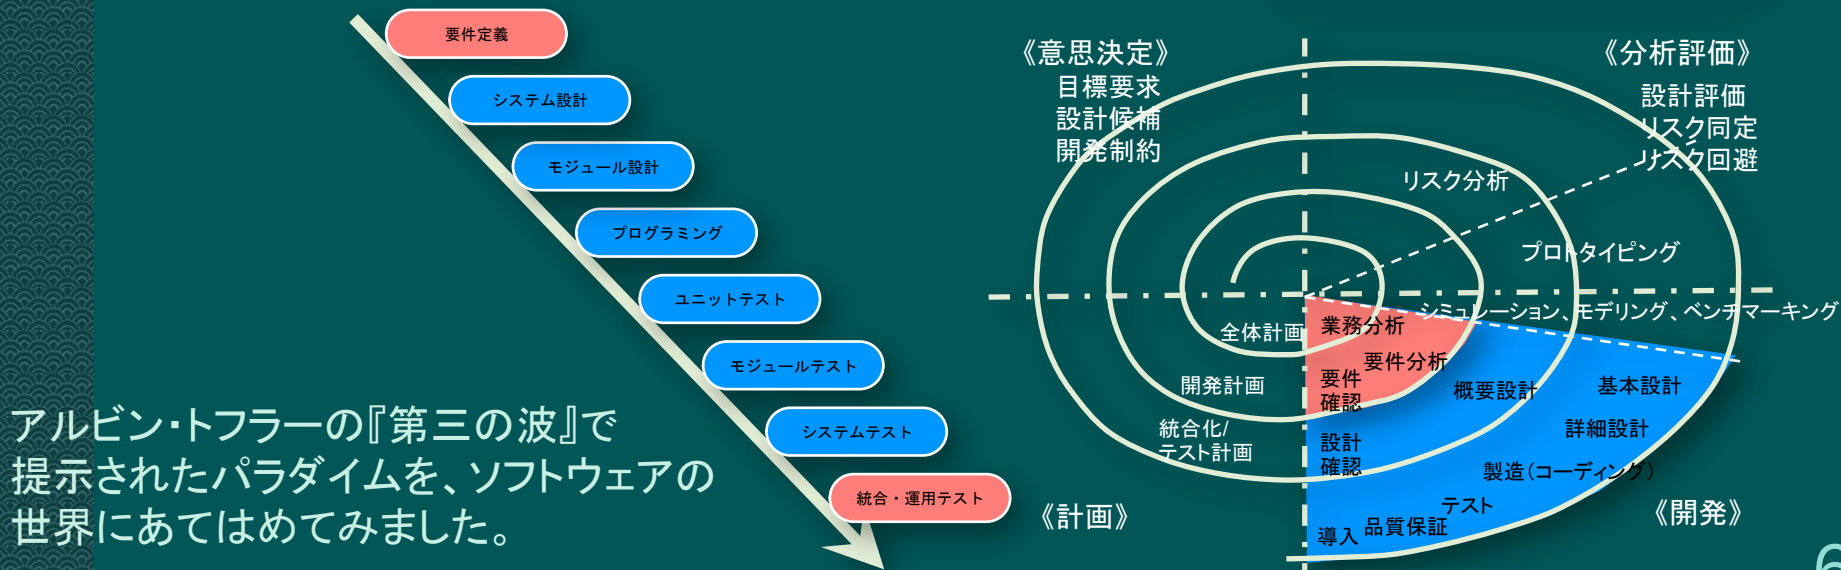 要件定義
システム設計
モジュール設計
プログラミング
ユニットテスト
モジュールテスト
システムテスト
統合・運用テスト
アルビン・トフラーの『第三の波』で
提示されたパラダイムを、ソフトウェアの
世界にあてはめてみました。
《意思決定》
目標要求
設計候補
開発制約
《分析評価》
設計評価
リスク同定
リスク回避
リスク分析
プロトタイピング
シミュレーション、モデリング、ベンチマーキング
全体計画
開発計画
統合化/
テスト計画
《計画》
業務分析
要件分析
要件
確認
概要設計
基本設計
詳細設計
設計
確認
製造（コーディング）
テスト
品質保証
導入
《開発》
6